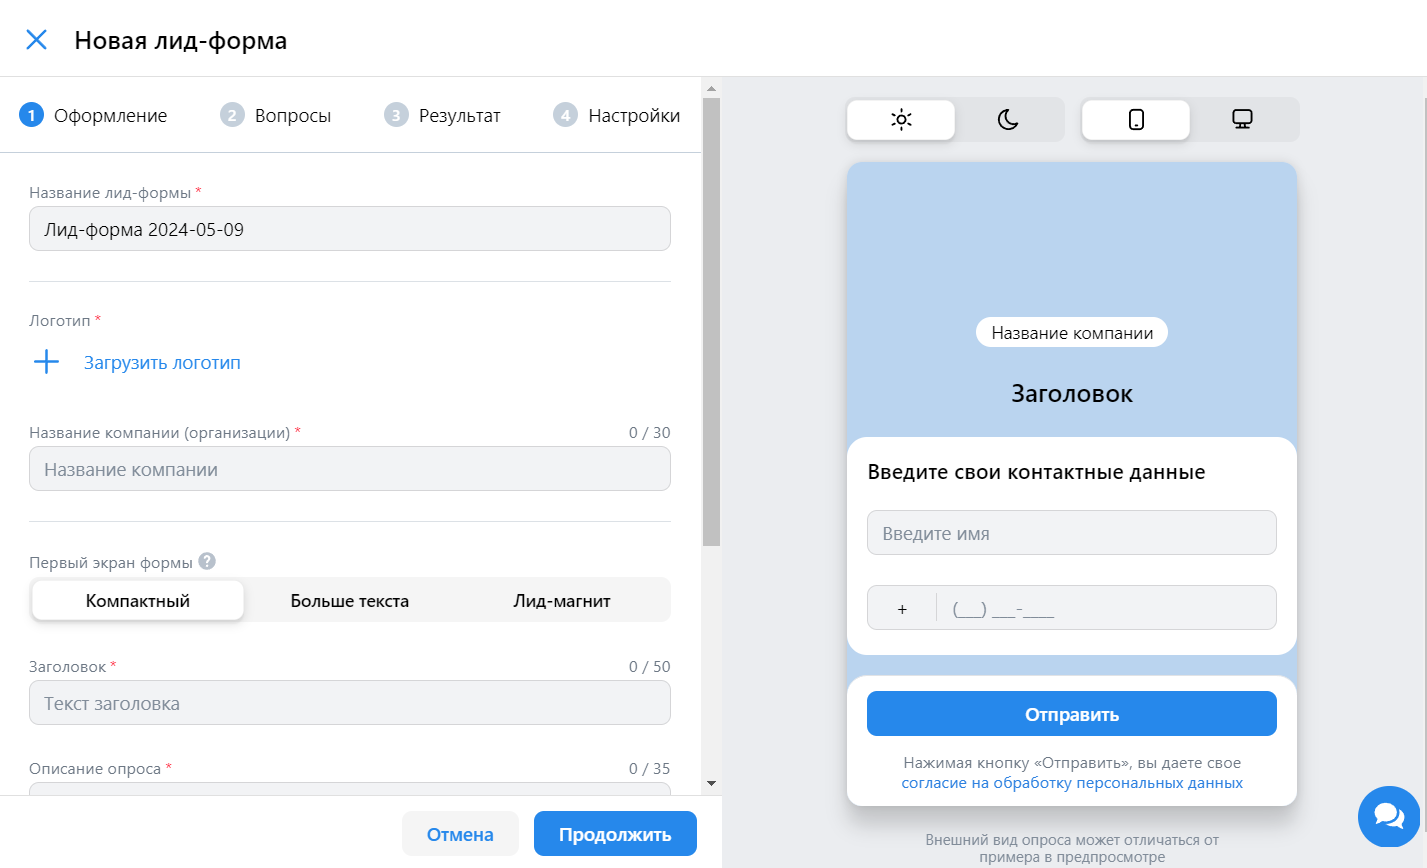 Новая лид-форма
1 Оформление
2 Вопросы
3 Результат
4 Настройки
Название лид-формы *
Лид-форма 2024-05-09
Логотип *
Загрузить логотип
Название компании (организации) * 0 / 30
Название компании
Первый экран формы ?
Компактный Больше текста Лид-магнит
Заголовок * 0 / 50
Текст заголовка
Описание опроса * 0 / 35
Отмена Продолжить
Название компании
Заголовок
Введите свои контактные данные
Введите имя
+ (___) ___-____
Отправить
Нажимая кнопку «Отправить», вы даете свое
согласие на обработку персональных данных
Внешний вид опроса может отличаться от
примера в предпросмотре